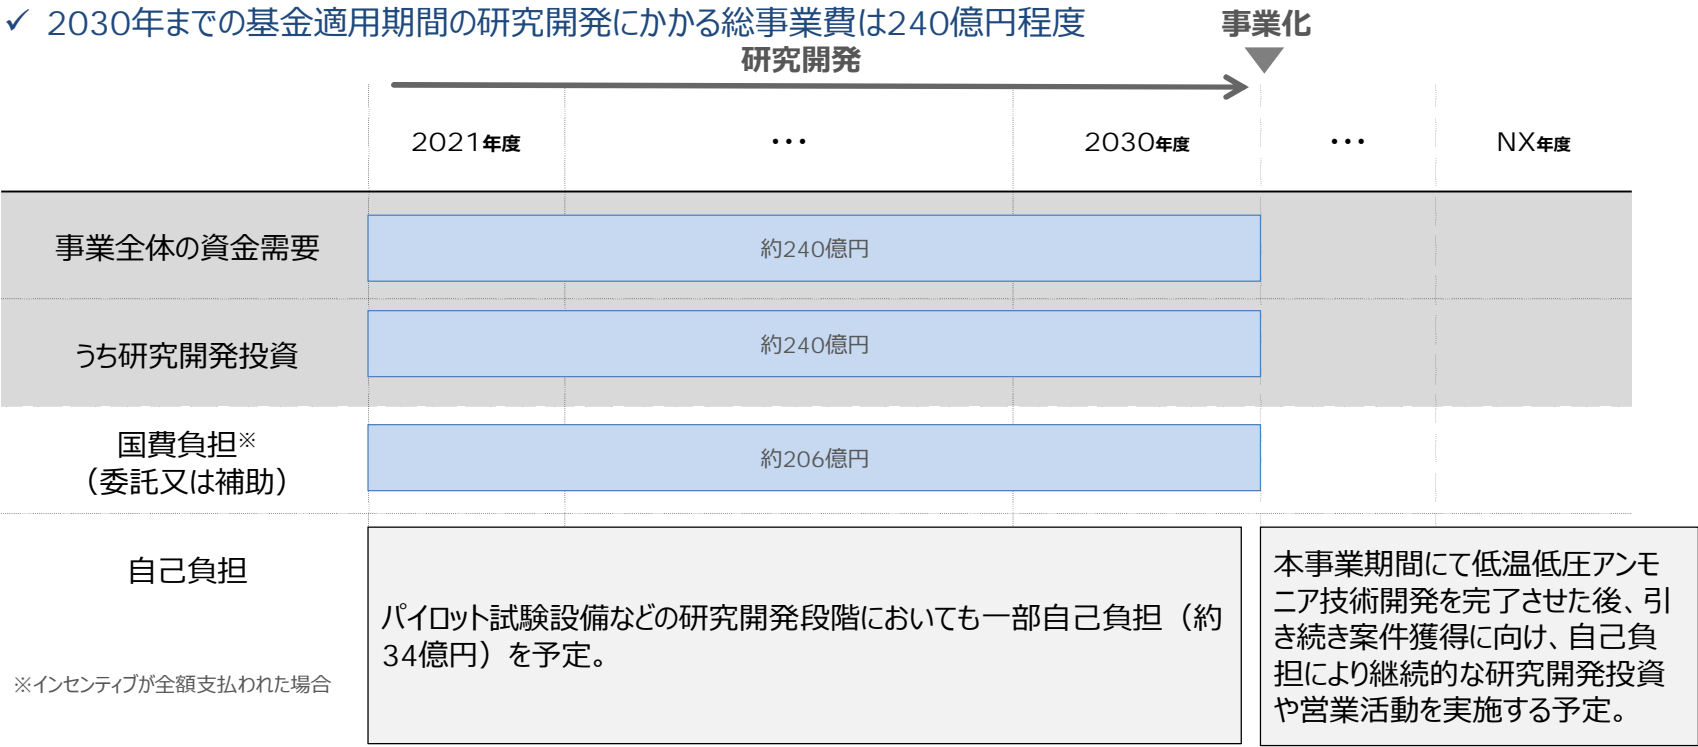 ✓ 2030年までの基金適用期間の研究開発にかかる総事業費は240億円程度
事業化
研究開発
2021年度 ・・・ 2030年度 ・・・ NX年度
事業全体の資金需要 約240億円
うち研究開発投資 約240億円
国費負担※
（委託又は補助） 約206億円
自己負担
※インセンティブが全額支払われた場合
パイロット試験設備などの研究開発段階においても一部自己負担（約
34億円）を予定。
本事業期間にて低温低圧アンモ
ニア技術開発を完了させた後、引
き続き案件獲得に向け、自己負
担により継続的な研究開発投資
や営業活動を実施する予定。